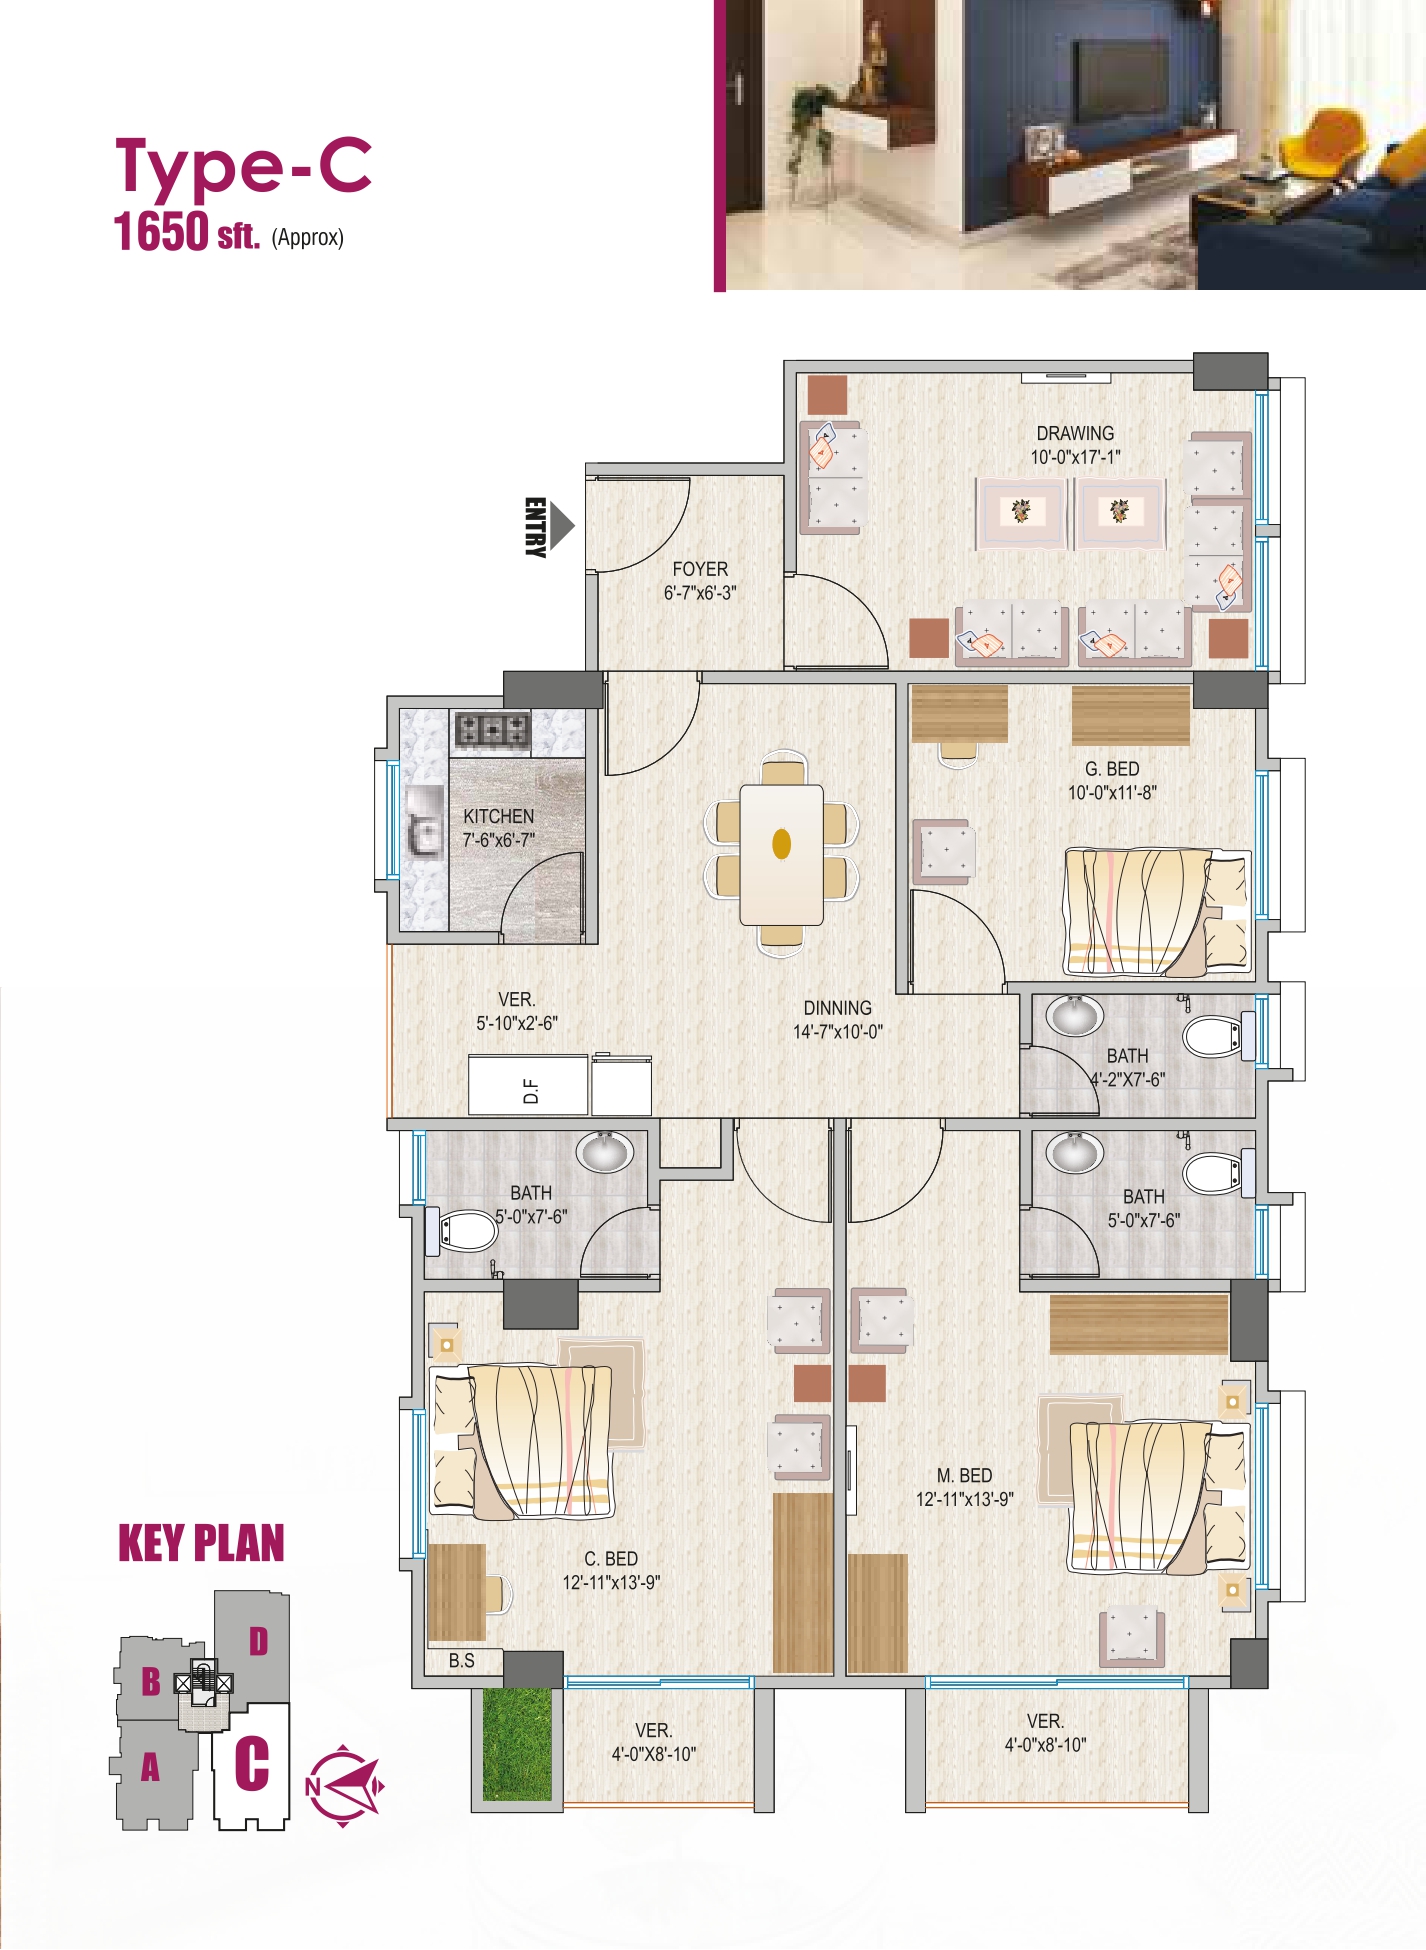 Type-C
1650 sft. (Approx)
DRAWING
10'-0"x17'-1"
ENTRY
FOYER
6'-7"x6'-3"
G. BED
10'-0"x11'-8"
KITCHEN
7'-6"x6'-7"
VER.
5'-10"x2'-6"
DINNING
14'-7"x10'-0"
D.F
BATH
4'-2"X7'-6"
BATH
5'-0"x7'-6"
BATH
5'-0"x7'-6"
M. BED
12'-11"x13'-9"
C. BED
12'-11"x13'-9"
B.S
VER.
4'-0"X8'-10"
VER.
4'-0"x8'-10"
KEY PLAN
D
B
A
C
N